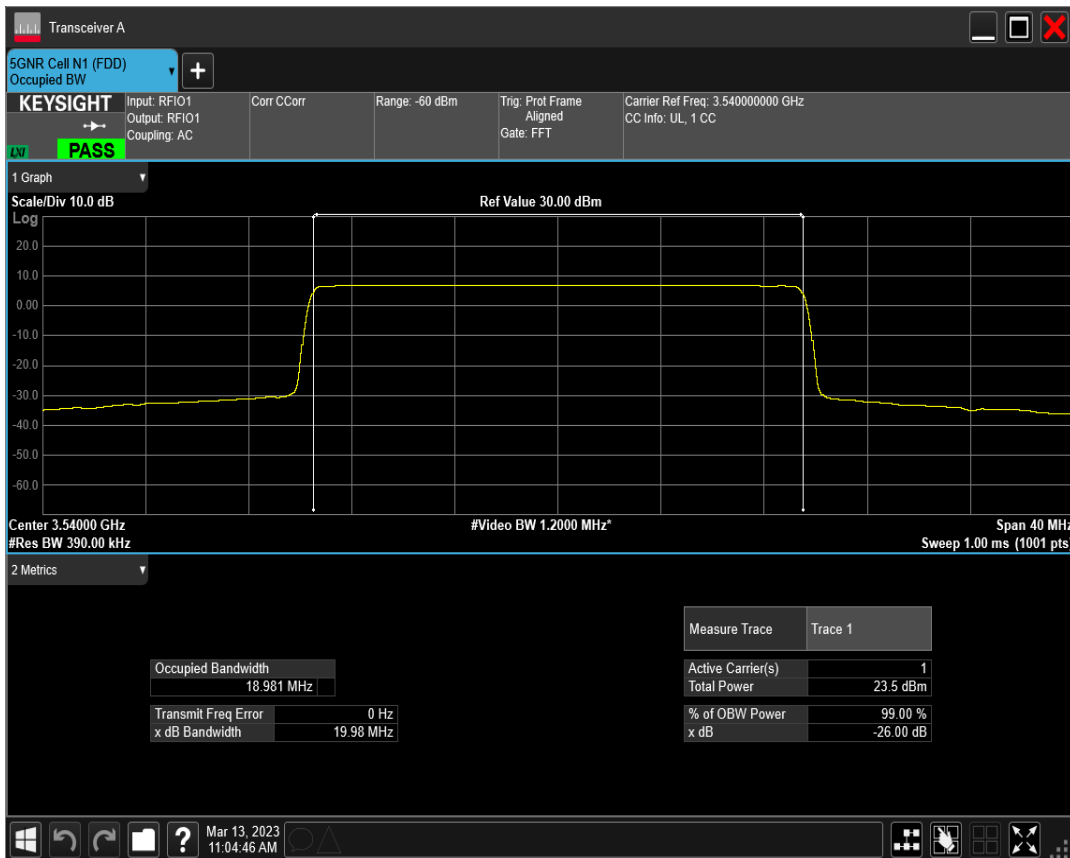 Transceiver A
5GNR Cell N1 (FDD)
Occupied BW
+
KEYSIGHT
LXI
PASS
Input: RFIO1
Output: RFIO1
Coupling: AC
Corr CCorr
Range: -60 dBm
Trig: Prot Frame
Aligned
Gate: FFT
Carrier Ref Freq: 3.540000000 GHz
CC Info: UL, 1 CC
1 Graph
Scale/Div 10.0 dB
Ref Value 30.00 dBm
Log
20.0
10.0
0.00
-10.0
-20.0
-30.0
-40.0
-50.0
-60.0
Center 3.54000 GHz
#Video BW 1.2000 MHz*
Span 40 MHz
#Res BW 390.00 kHz
Sweep 1.00 ms (1001 pts)
2 Metrics
Measure Trace Trace 1
Occupied Bandwidth
18.981 MHz
Active Carrier(s) 1
Total Power 23.5 dBm
Transmit Freq Error 0 Hz
x dB Bandwidth 19.98 MHz
% of OBW Power 99.00 %
x dB -26.00 dB
?
Mar 13, 2023
11:04:46 AM